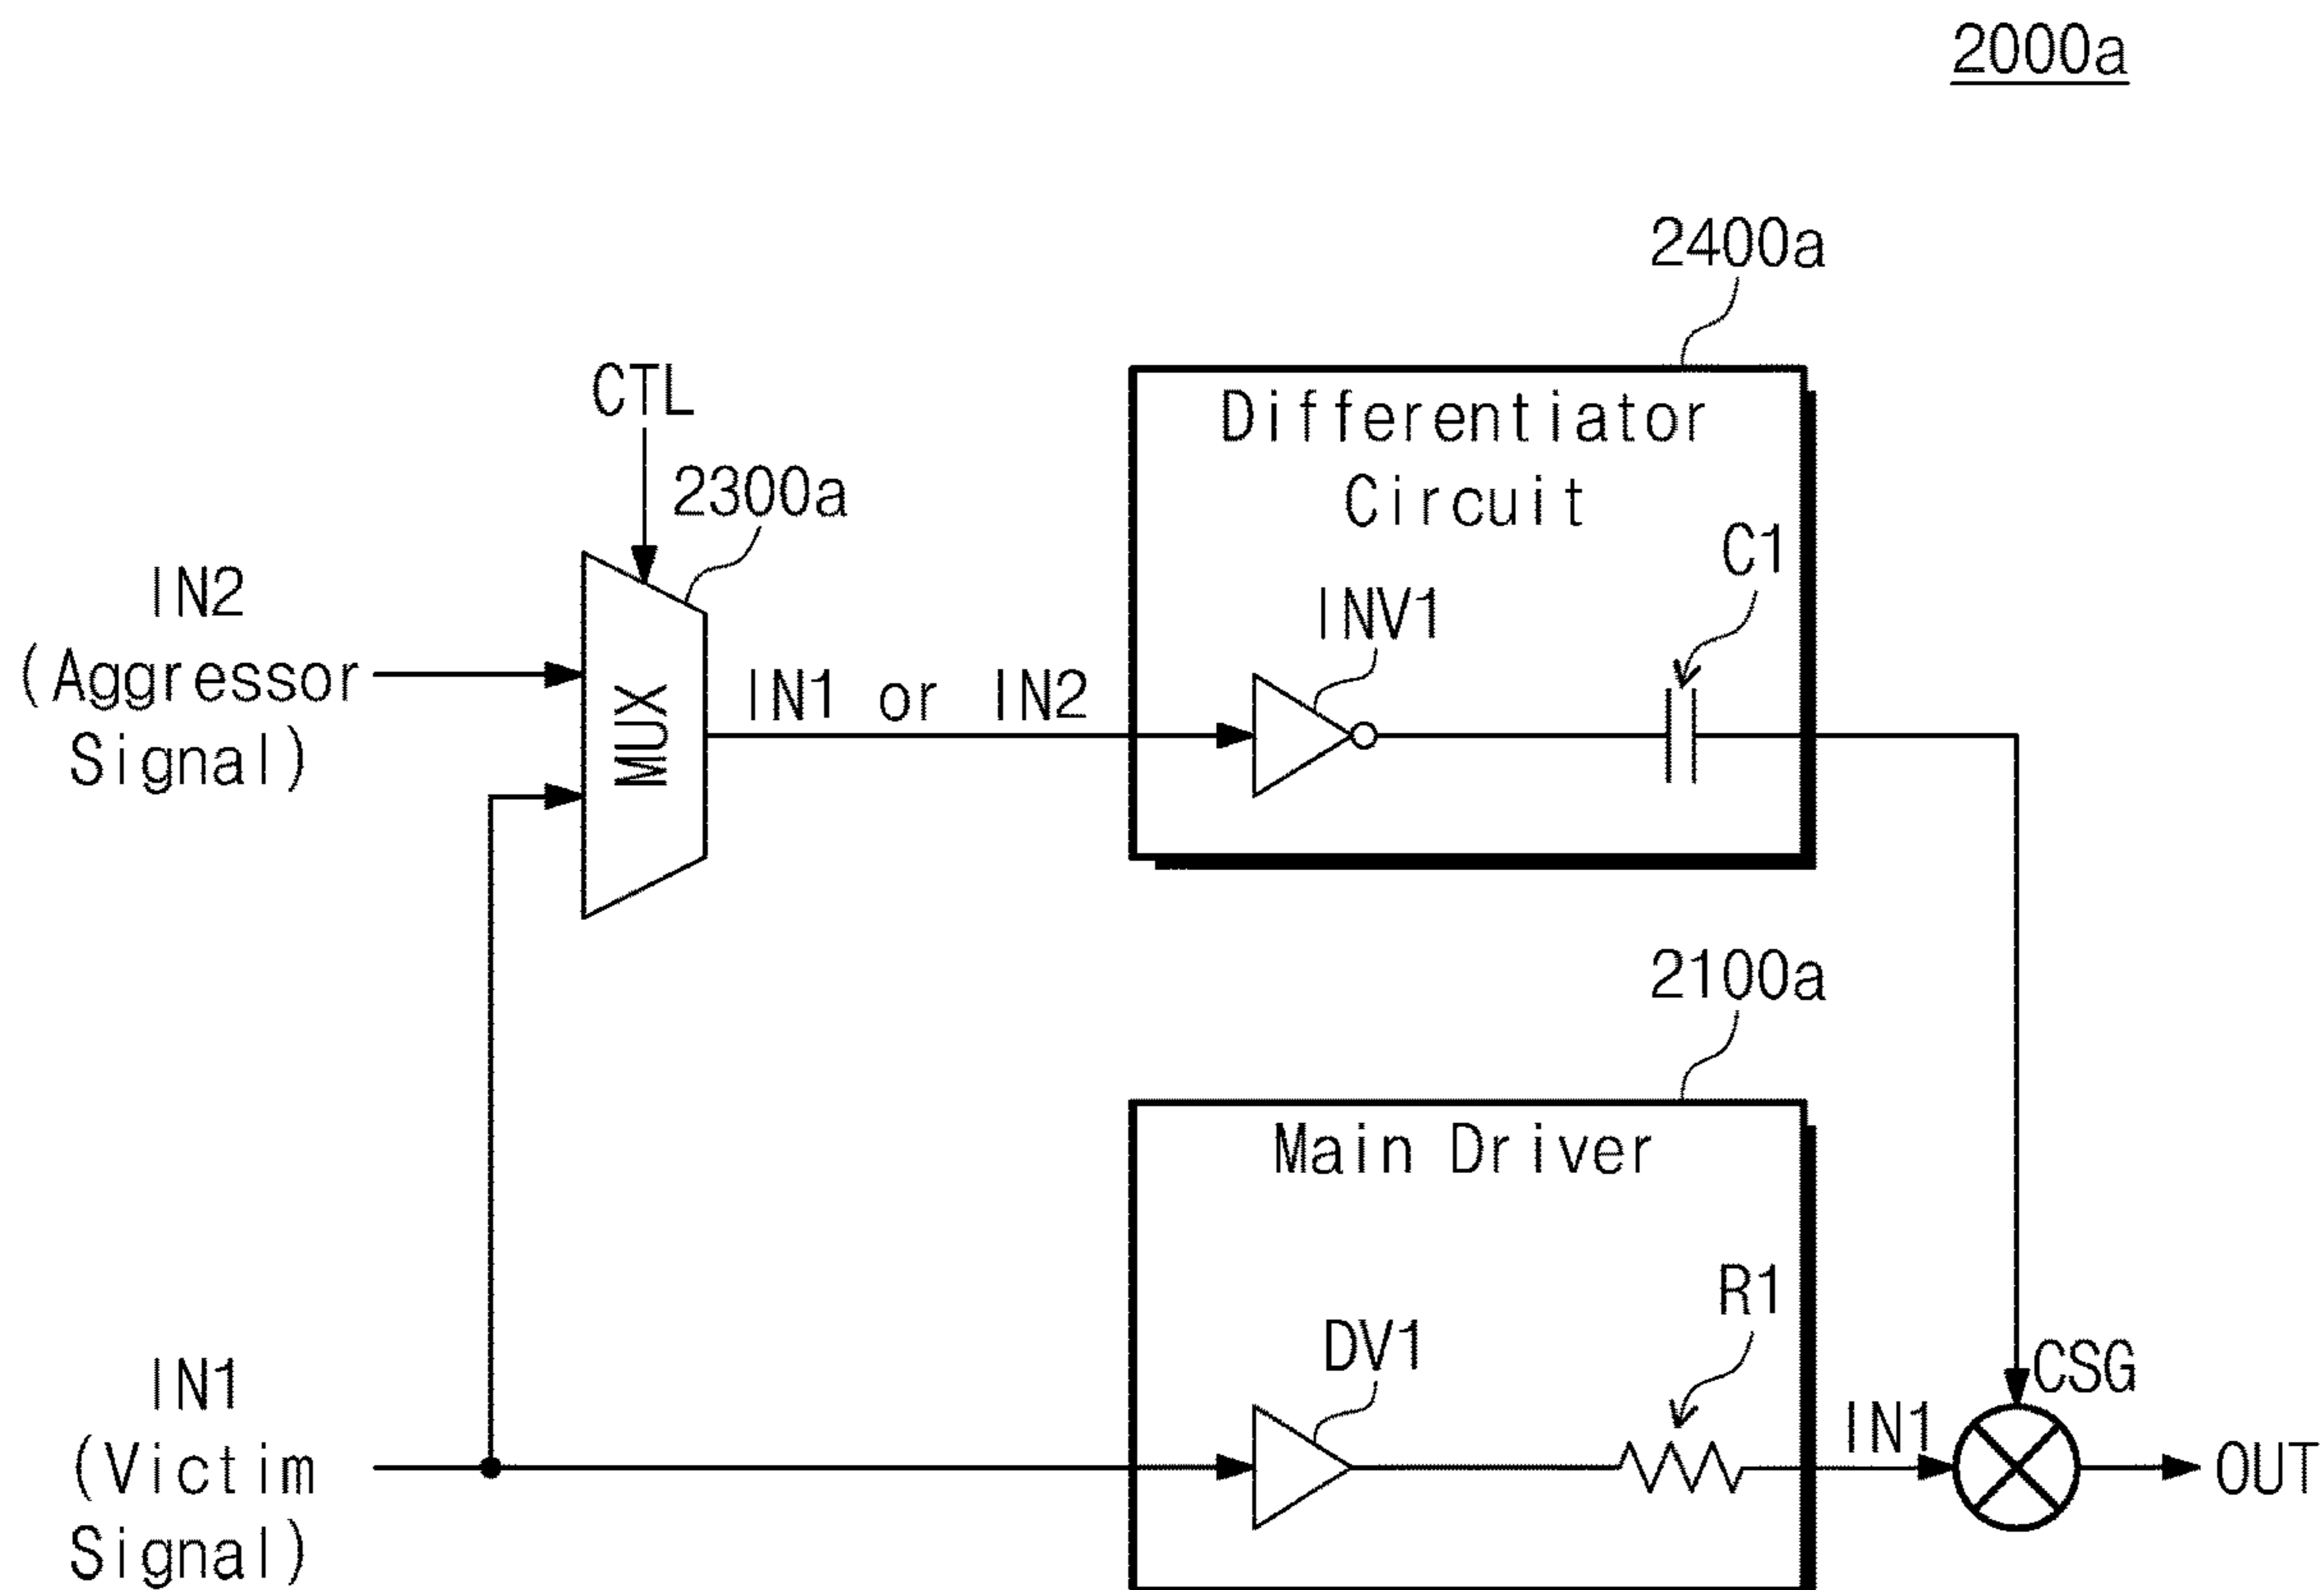 2000a
2400a
CTL
Differentiator
Circuit
2300a
C1
IN2
(Aggressor
Signal)
INV1
MUX
IN1 or IN2
2100a
Main Driver
R1
DV1
CSG
IN1
(Victim
Signal)
IN1
OUT